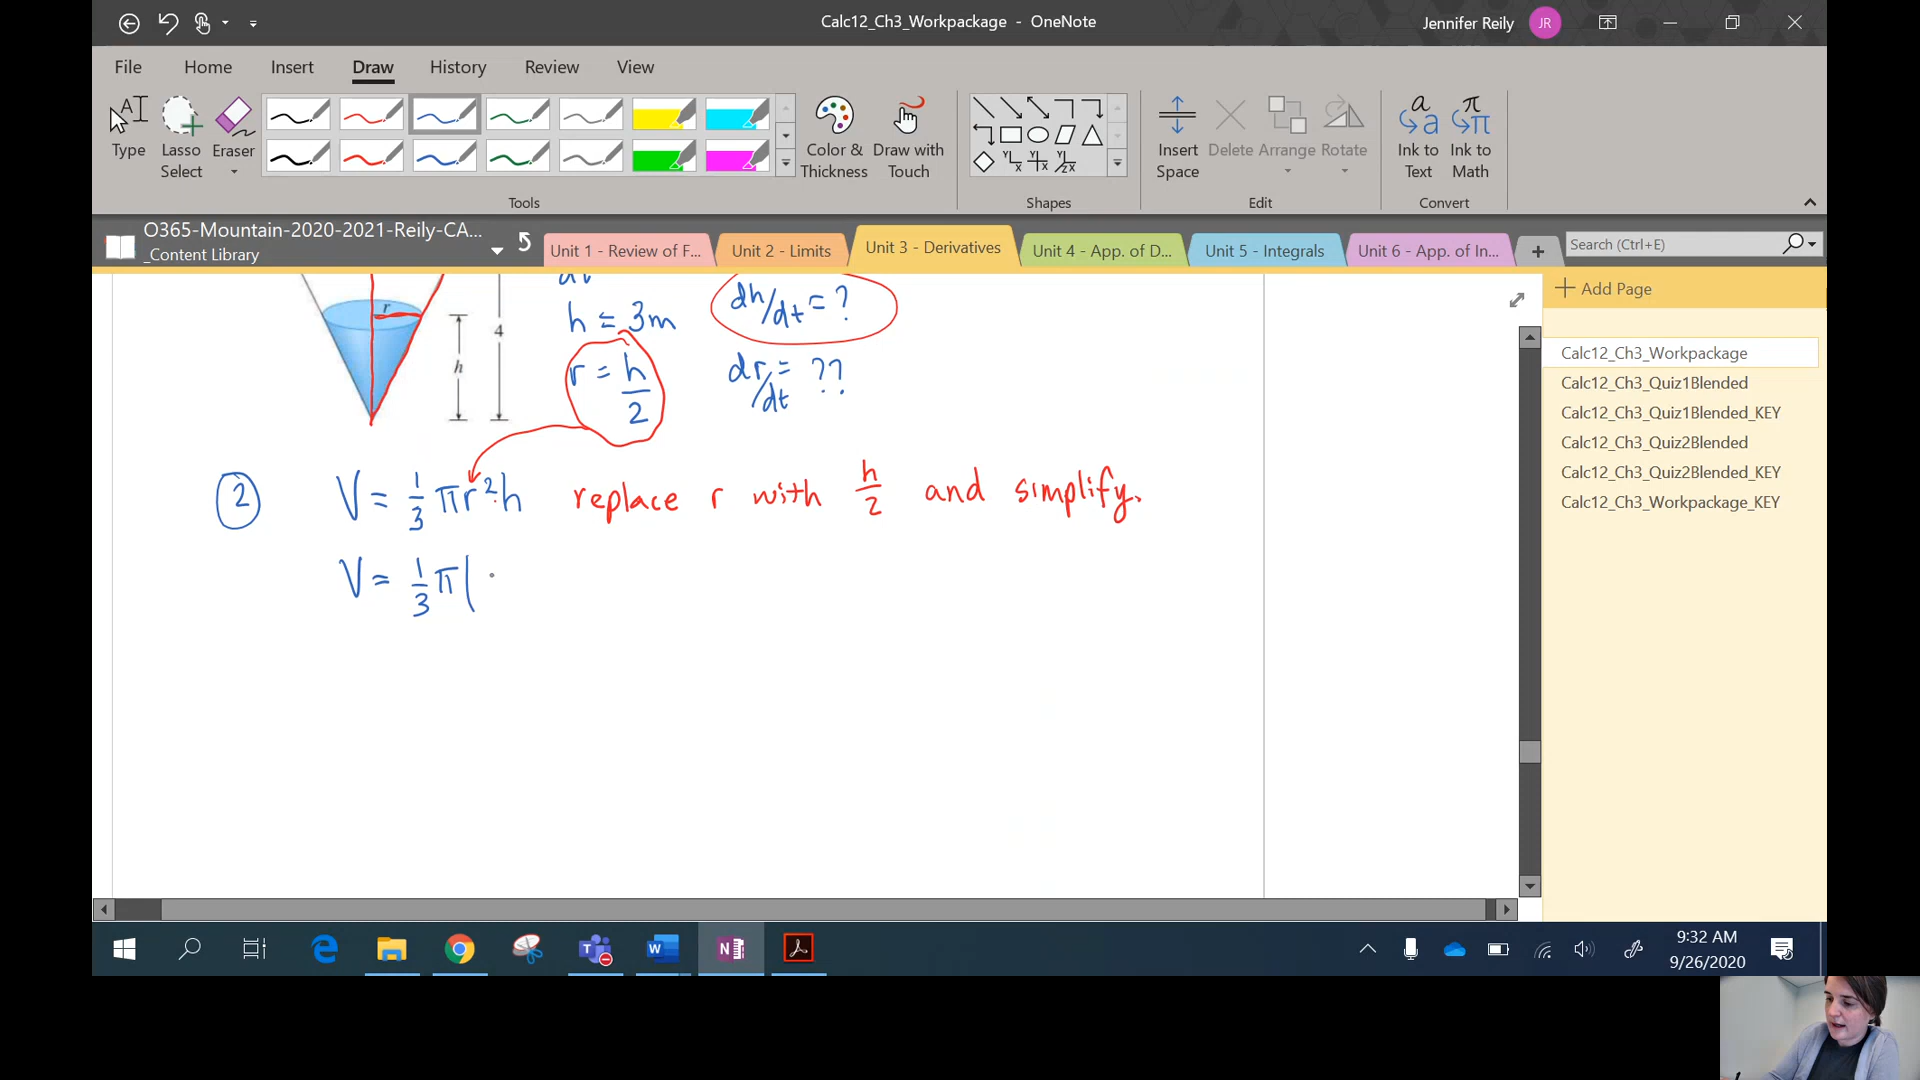 Calc12_Ch3_Workpackage - OneNote
Jennifer Reily
JR
File Home Insert Draw History Review View
Type
Lasso Select
Eraser
Color & Thickness
Draw with Touch
Insert Space
Delete
Arrange
Rotate
Ink to Text
Ink to Math
Tools
Shapes
Edit
Convert
O365-Mountain-2020-2021-Reily-CA...
_Content Library
Unit 1 - Review of F...
Unit 2 - Limits
Unit 3 - Derivatives
Unit 4 - App. of D...
Unit 5 - Integrals
Unit 6 - App. of In...
Search (Ctrl+E)
Add Page
Calc12_Ch3_Workpackage
Calc12_Ch3_Quiz1Blended
Calc12_Ch3_Quiz1Blended_KEY
Calc12_Ch3_Quiz2Blended
Calc12_Ch3_Quiz2Blended_KEY
Calc12_Ch3_Workpackage_KEY
r
h
4
h = 3m
dh/dt = ?
r = h/2
dr/dt = ??
② V = 1/3 πr²h replace r with h/2 and simplify.
V = 1/3 π(
9:32 AM
9/26/2020